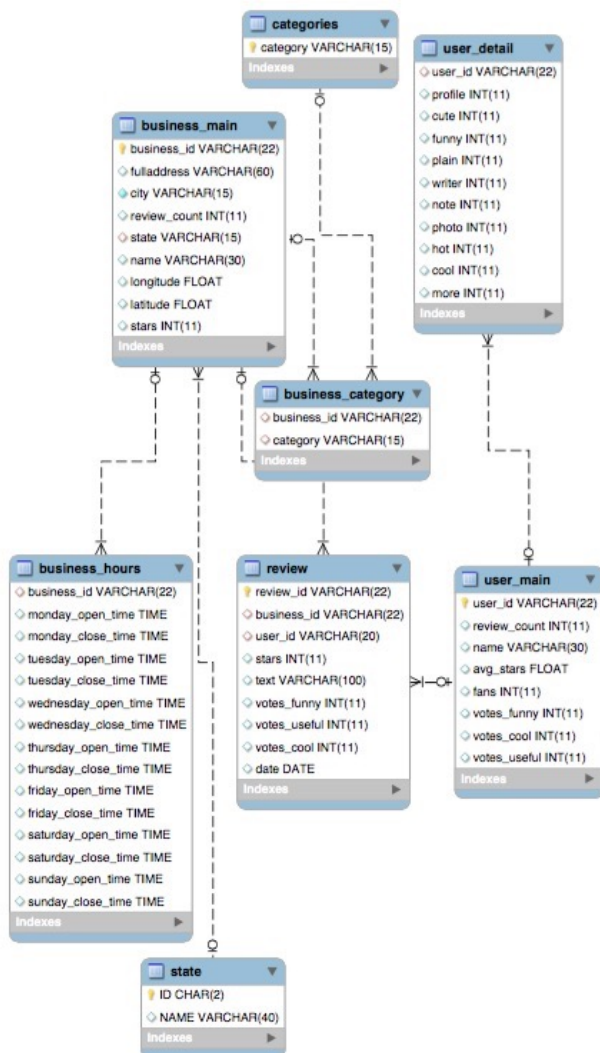 categories
category VARCHAR(15)
Indexes
user_detail
user_id VARCHAR(22)
profile INT(11)
cute INT(11)
funny INT(11)
plain INT(11)
writer INT(11)
note INT(11)
photo INT(11)
hot INT(11)
cool INT(11)
more INT(11)
Indexes
business_main
business_id VARCHAR(22)
fulladdress VARCHAR(60)
city VARCHAR(15)
review_count INT(11)
state VARCHAR(15)
name VARCHAR(30)
longitude FLOAT
latitude FLOAT
stars INT(11)
Indexes
business_category
business_id VARCHAR(22)
category VARCHAR(15)
Indexes
business_hours
business_id VARCHAR(22)
monday_open_time TIME
monday_close_time TIME
tuesday_open_time TIME
tuesday_close_time TIME
wednesday_open_time TIME
wednesday_close_time TIME
thursday_open_time TIME
thursday_close_time TIME
friday_open_time TIME
friday_close_time TIME
saturday_open_time TIME
saturday_close_time TIME
sunday_open_time TIME
sunday_close_time TIME
Indexes
review
review_id VARCHAR(22)
business_id VARCHAR(22)
user_id VARCHAR(20)
stars INT(11)
text VARCHAR(100)
votes_funny INT(11)
votes_useful INT(11)
votes_cool INT(11)
date DATE
Indexes
user_main
user_id VARCHAR(22)
review_count INT(11)
name VARCHAR(30)
avg_stars FLOAT
fans INT(11)
votes_funny INT(11)
votes_cool INT(11)
votes_useful INT(11)
Indexes
state
ID CHAR(2)
NAME VARCHAR(40)
Indexes